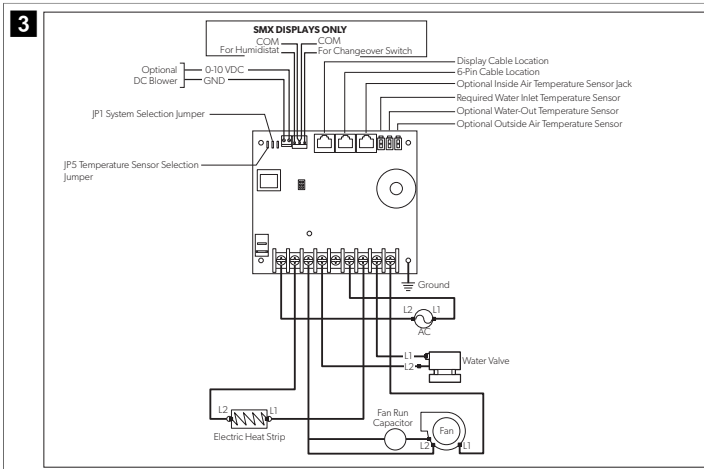 3
SMX DISPLAYS ONLY
COM
COM
For Humidistat
For Changeover Switch
Optional
DC Blower
0-10 VDC
GND
JP1 System Selection Jumper
JP5 Temperature Sensor Selection
Jumper
Display Cable Location
6-Pin Cable Location
Optional Inside Air Temperature Sensor Jack
Required Water Inlet Temperature Sensor
Optional Water-Out Temperature Sensor
Optional Outside Air Temperature Sensor
Ground
L2
L1
AC
L1
L2
Water Valve
L2
L1
Electric Heat Strip
Fan Run
Capacitor
Fan
L2
L1